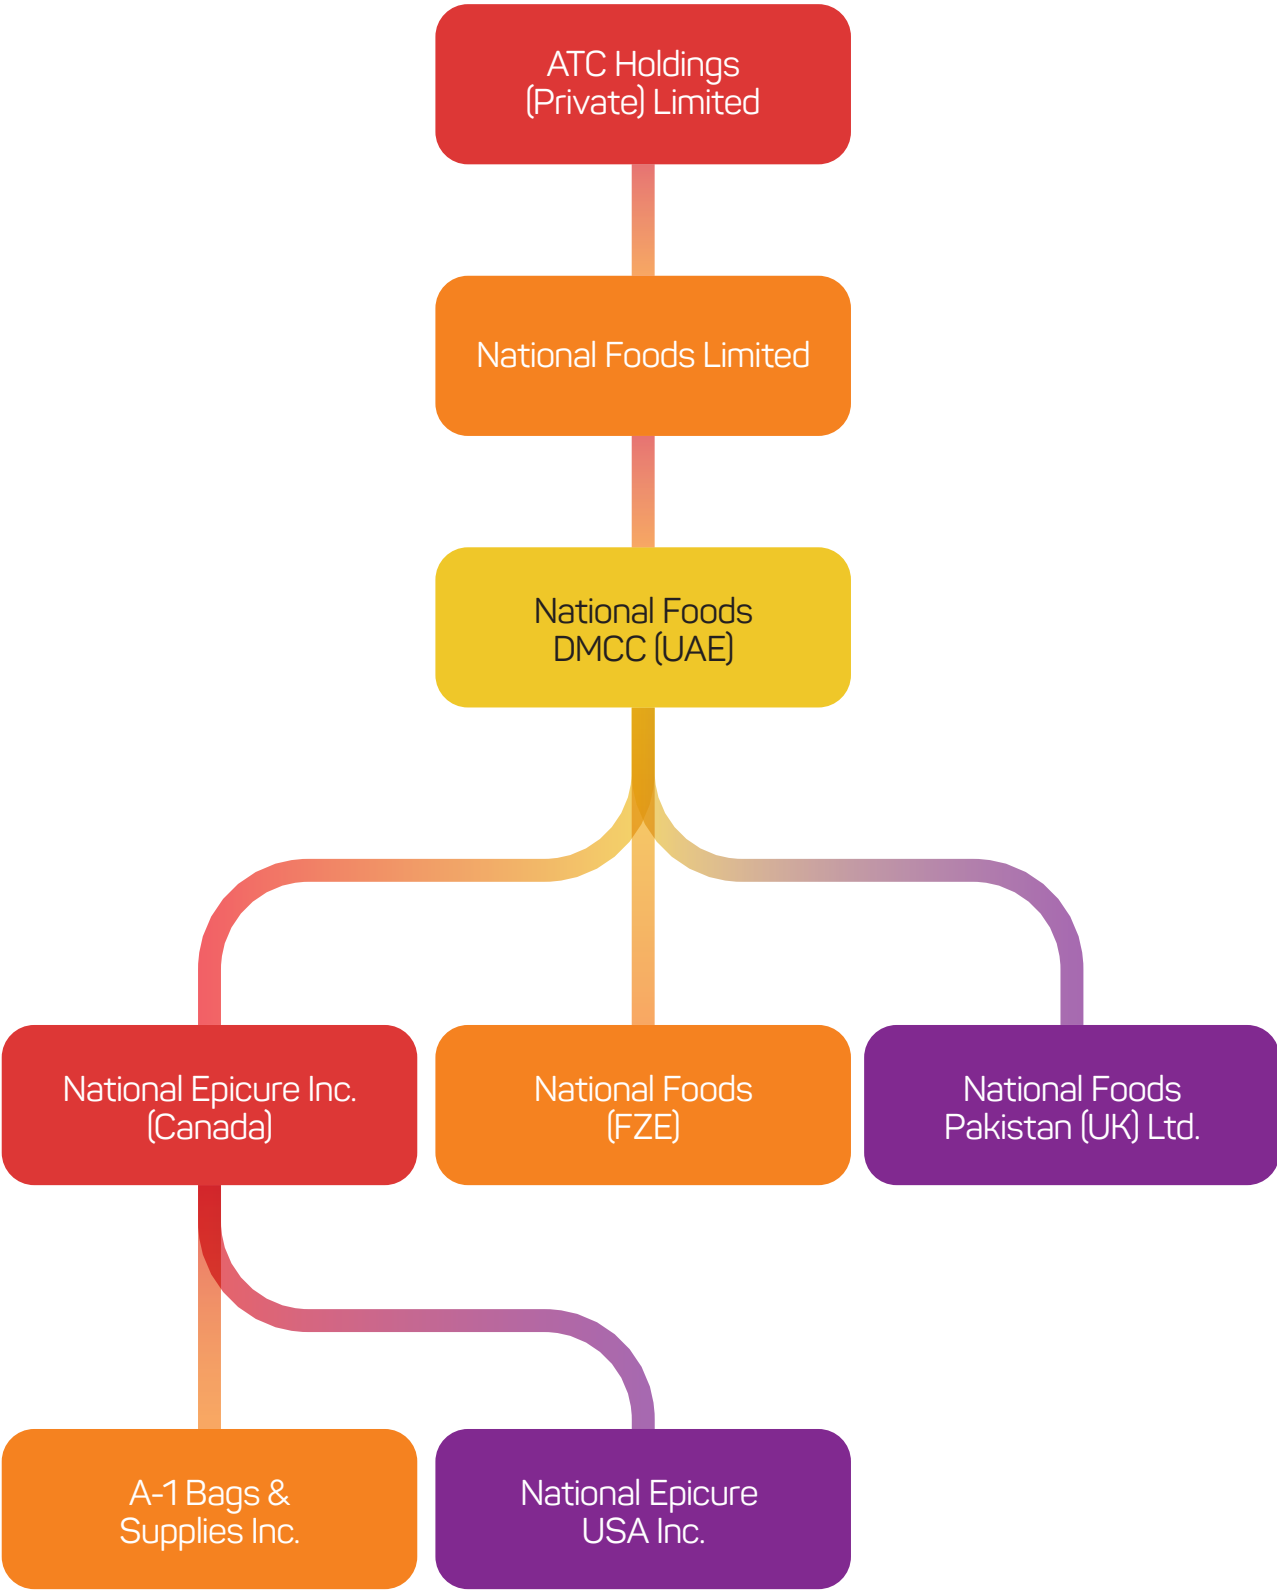 ATC Holdings
(Private) Limited
National Foods Limited
National Foods
DMCC (UAE)
National Epicure Inc.
(Canada)
National Foods
(FZE)
National Foods
Pakistan (UK) Ltd.
A-1 Bags &
Supplies Inc.
National Epicure
USA Inc.